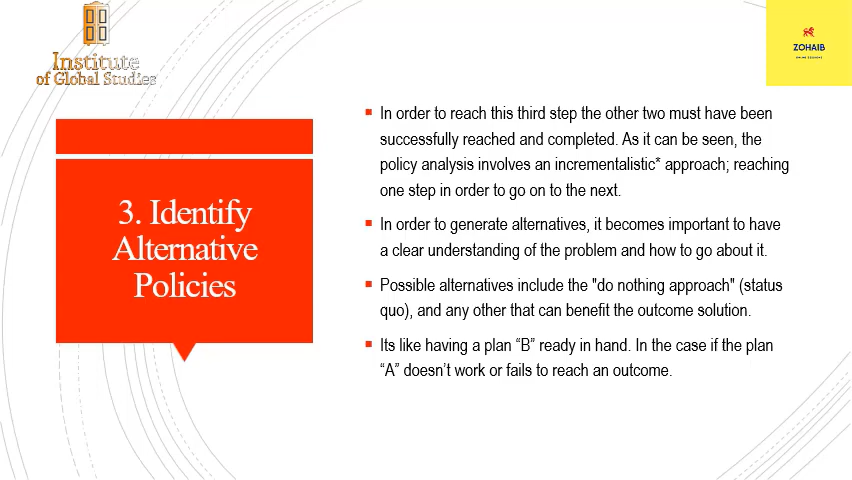 Institute
of Global Studies
ZOHAIB
3. Identify
Alternative
Policies
In order to reach this third step the other two must have been
successfully reached and completed. As it can be seen, the
policy analysis involves an incrementalistic* approach; reaching
one step in order to go on to the next.
In order to generate alternatives, it becomes important to have
a clear understanding of the problem and how to go about it.
Possible alternatives include the "do nothing approach" (status
quo), and any other that can benefit the outcome solution.
Its like having a plan “B” ready in hand. In the case if the plan
“A” doesn’t work or fails to reach an outcome.